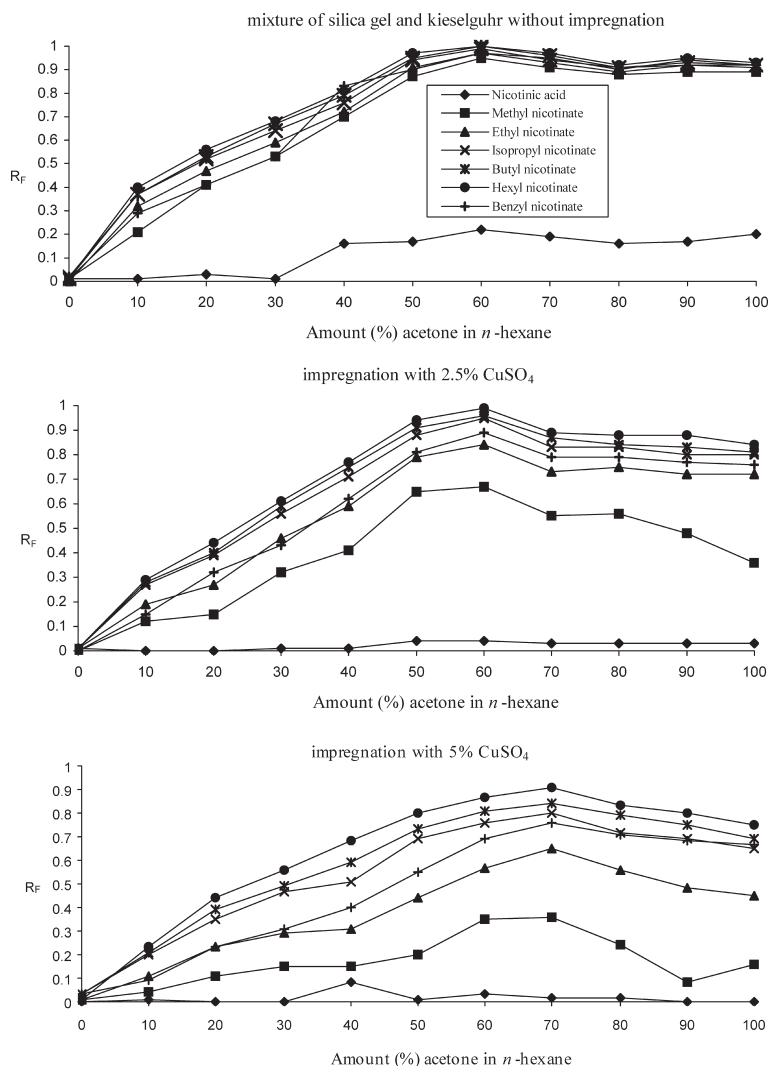 mixture of silica gel and kieselguhr without impregnation
1
0.9
0.8
0.7
0.6
0.5
0.4
0.3
0.2
0.1
0
R_F
Nicotinic acid
Methyl nicotinate
Ethyl nicotinate
Isopropyl nicotinate
Butyl nicotinate
Hexyl nicotinate
Benzyl nicotinate
0 10 20 30 40 50 60 70 80 90 100
Amount (%) acetone in n-hexane
impregnation with 2.5% CuSO₄
1
0.9
0.8
0.7
0.6
0.5
0.4
0.3
0.2
0.1
0
R_F
0 10 20 30 40 50 60 70 80 90 100
Amount (%) acetone in n-hexane
impregnation with 5% CuSO₄
1
0.9
0.8
0.7
0.6
0.5
0.4
0.3
0.2
0.1
0
R_F
0 10 20 30 40 50 60 70 80 90 100
Amount (%) acetone in n-hexane